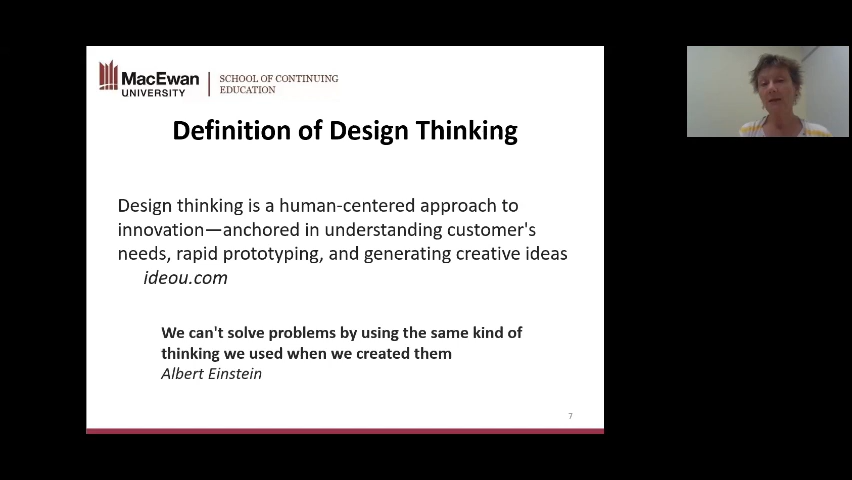 MacEwan
UNIVERSITY
SCHOOL OF CONTINUING
EDUCATION
Definition of Design Thinking
Design thinking is a human-centered approach to
innovation—anchored in understanding customer's
needs, rapid prototyping, and generating creative ideas
ideou.com
We can't solve problems by using the same kind of
thinking we used when we created them
Albert Einstein
7